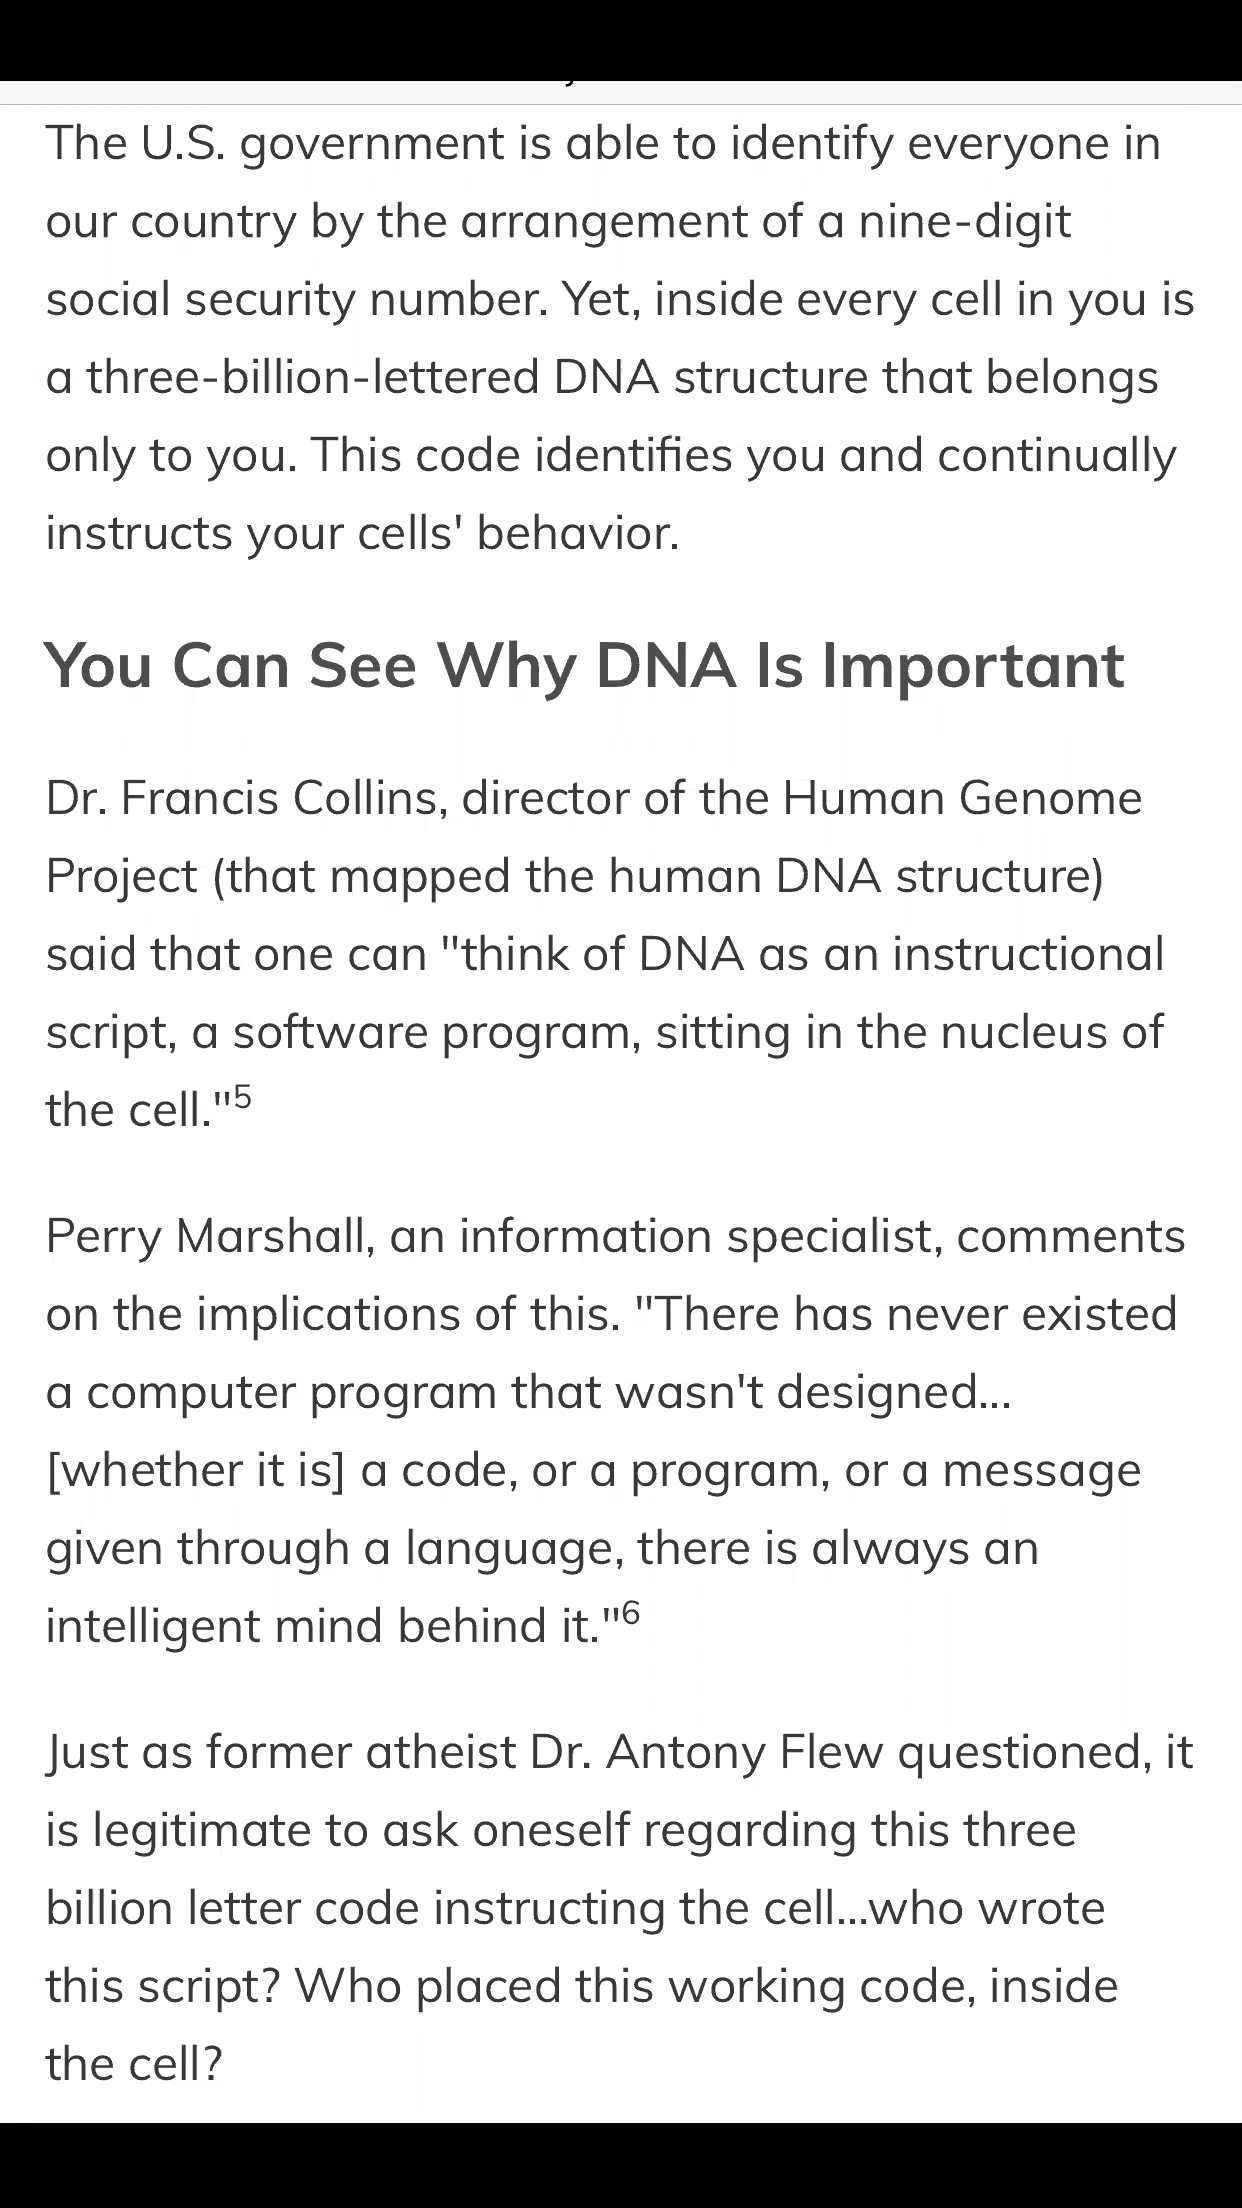 The U.S. government is able to identify everyone in
our country by the arrangement of a nine-digit
social security number. Yet, inside every cell in you is
a three-billion-lettered DNA structure that belongs
only to you. This code identifies you and continually
instructs your cells' behavior.
You Can See Why DNA Is Important
Dr. Francis Collins, director of the Human Genome
Project (that mapped the human DNA structure)
said that one can "think of DNA as an instructional
script, a software program, sitting in the nucleus of
the cell."5
Perry Marshall, an information specialist, comments
on the implications of this. "There has never existed
a computer program that wasn't designed...
[whether it is] a code, or a program, or a message
given through a language, there is always an
intelligent mind behind it."6
Just as former atheist Dr. Antony Flew questioned, it
is legitimate to ask oneself regarding this three
billion letter code instructing the cell...who wrote
this script? Who placed this working code, inside
the cell?